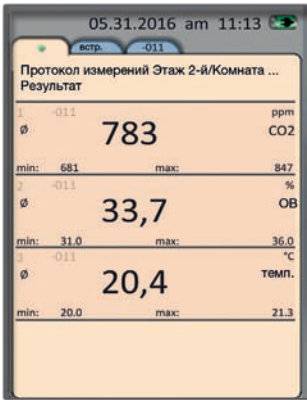 05.31.2016 am 11:13
встр. -011
Протокол измерений Этаж 2-й/Комната ...
Результат
1 -011 ppm
Ø 783 CO2
min: 681 max: 847
2 -011 %
Ø 33,7 ОВ
min: 31.0 max: 36.0
3 -011 °C
Ø 20,4 темп.
min: 20.0 max: 21.3